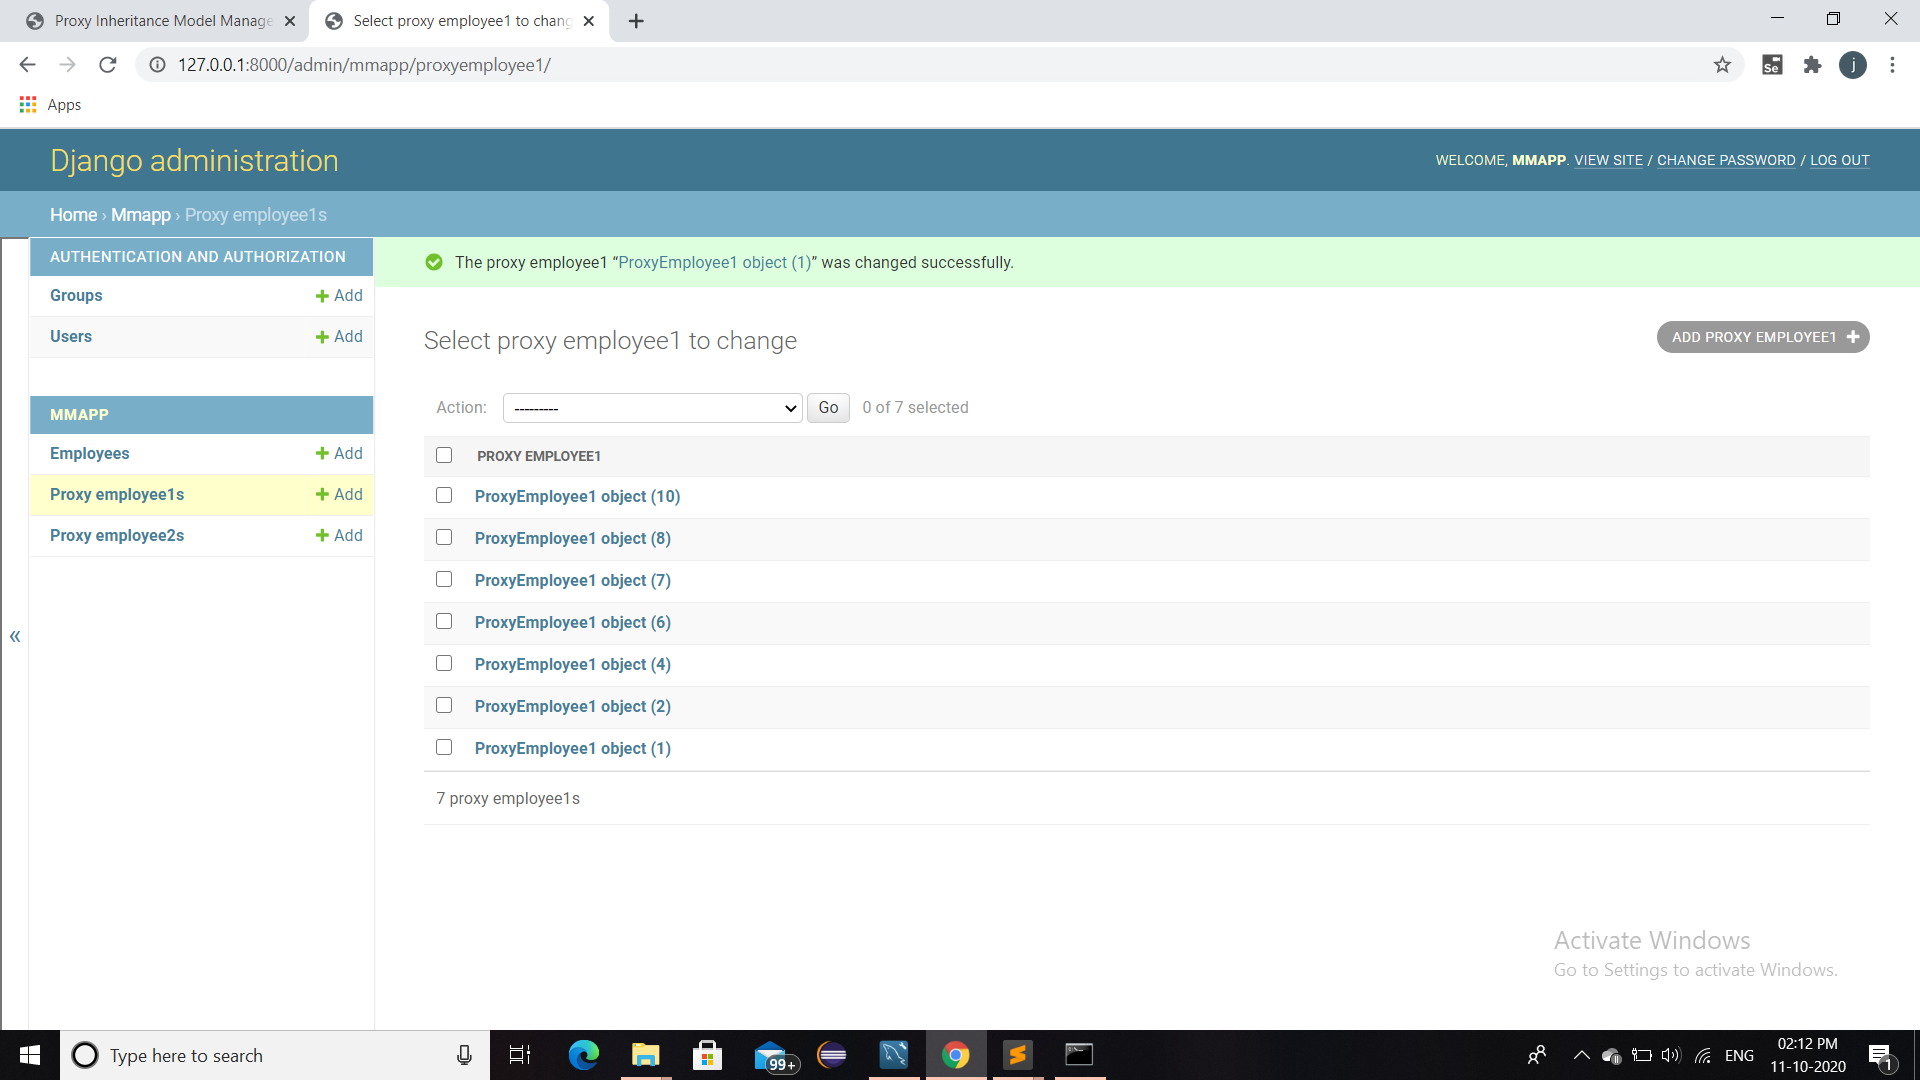 Proxy Inheritance Model Manage
Select proxy employee1 to chang
127.0.0.1:8000/admin/mmapp/proxyemployee1/
Se
j
Apps
Django administration
WELCOME, MMAPP. VIEW SITE / CHANGE PASSWORD / LOG OUT
Home › Mmapp › Proxy employee1s
AUTHENTICATION AND AUTHORIZATION
Groups + Add
Users + Add
MMAPP
Employees + Add
Proxy employee1s + Add
Proxy employee2s + Add
«
The proxy employee1 “ProxyEmployee1 object (1)” was changed successfully.
Select proxy employee1 to change
ADD PROXY EMPLOYEE1 +
Action: --------- Go 0 of 7 selected
PROXY EMPLOYEE1
ProxyEmployee1 object (10)
ProxyEmployee1 object (8)
ProxyEmployee1 object (7)
ProxyEmployee1 object (6)
ProxyEmployee1 object (4)
ProxyEmployee1 object (2)
ProxyEmployee1 object (1)
7 proxy employee1s
Activate Windows
Go to Settings to activate Windows.
Type here to search
99+
ENG
02:12 PM
11-10-2020
1